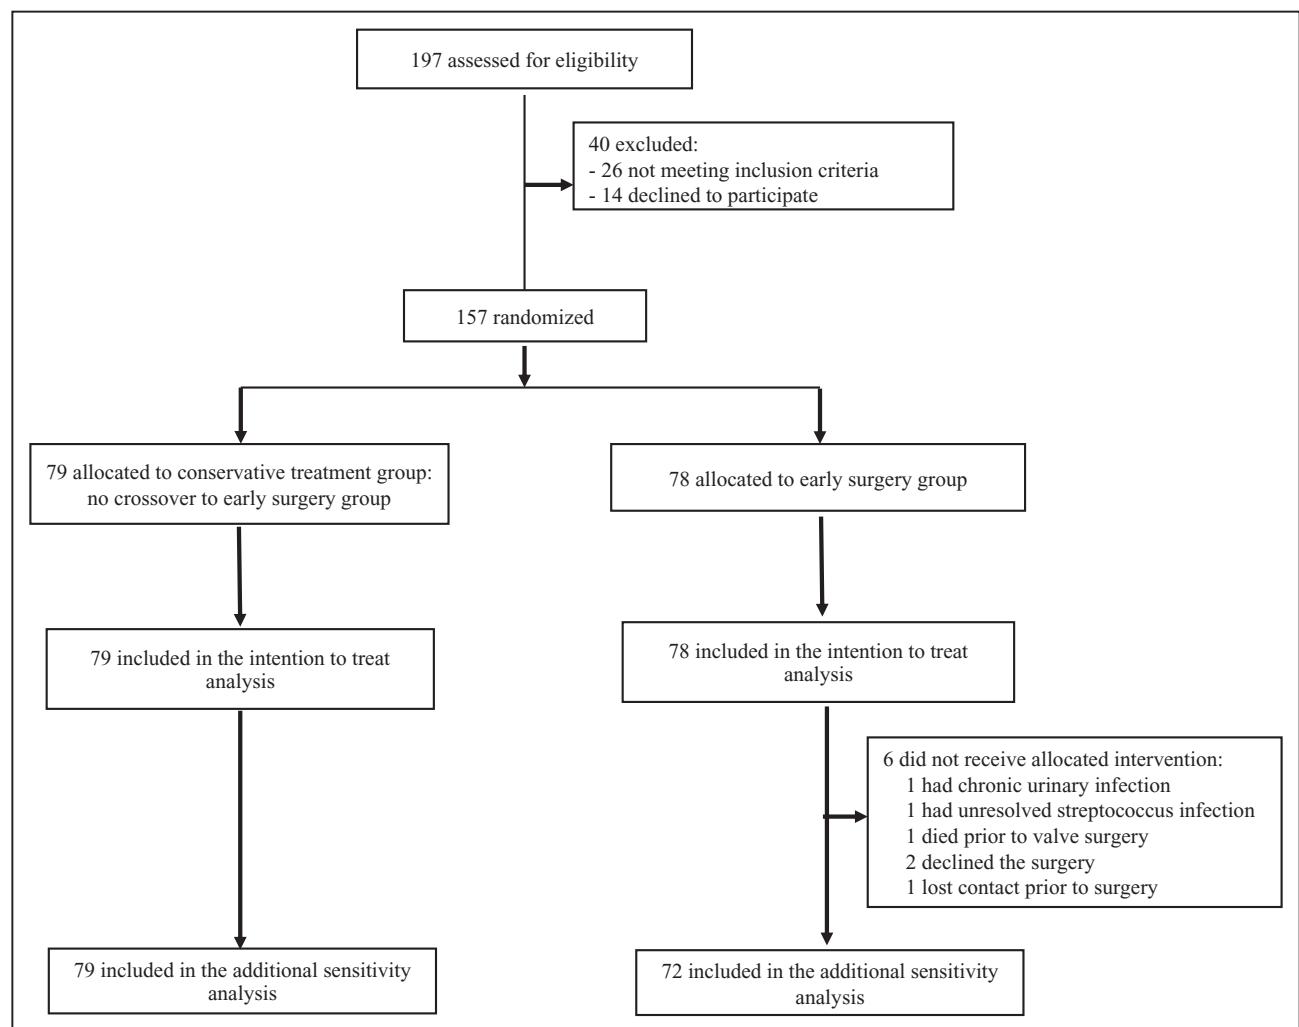 197 assessed for eligibility
40 excluded:
- 26 not meeting inclusion criteria
- 14 declined to participate
157 randomized
79 allocated to conservative treatment group:
no crossover to early surgery group
78 allocated to early surgery group
79 included in the intention to treat
analysis
78 included in the intention to treat
analysis
6 did not receive allocated intervention:
1 had chronic urinary infection
1 had unresolved streptococcus infection
1 died prior to valve surgery
2 declined the surgery
1 lost contact prior to surgery
79 included in the additional sensitivity
analysis
72 included in the additional sensitivity
analysis